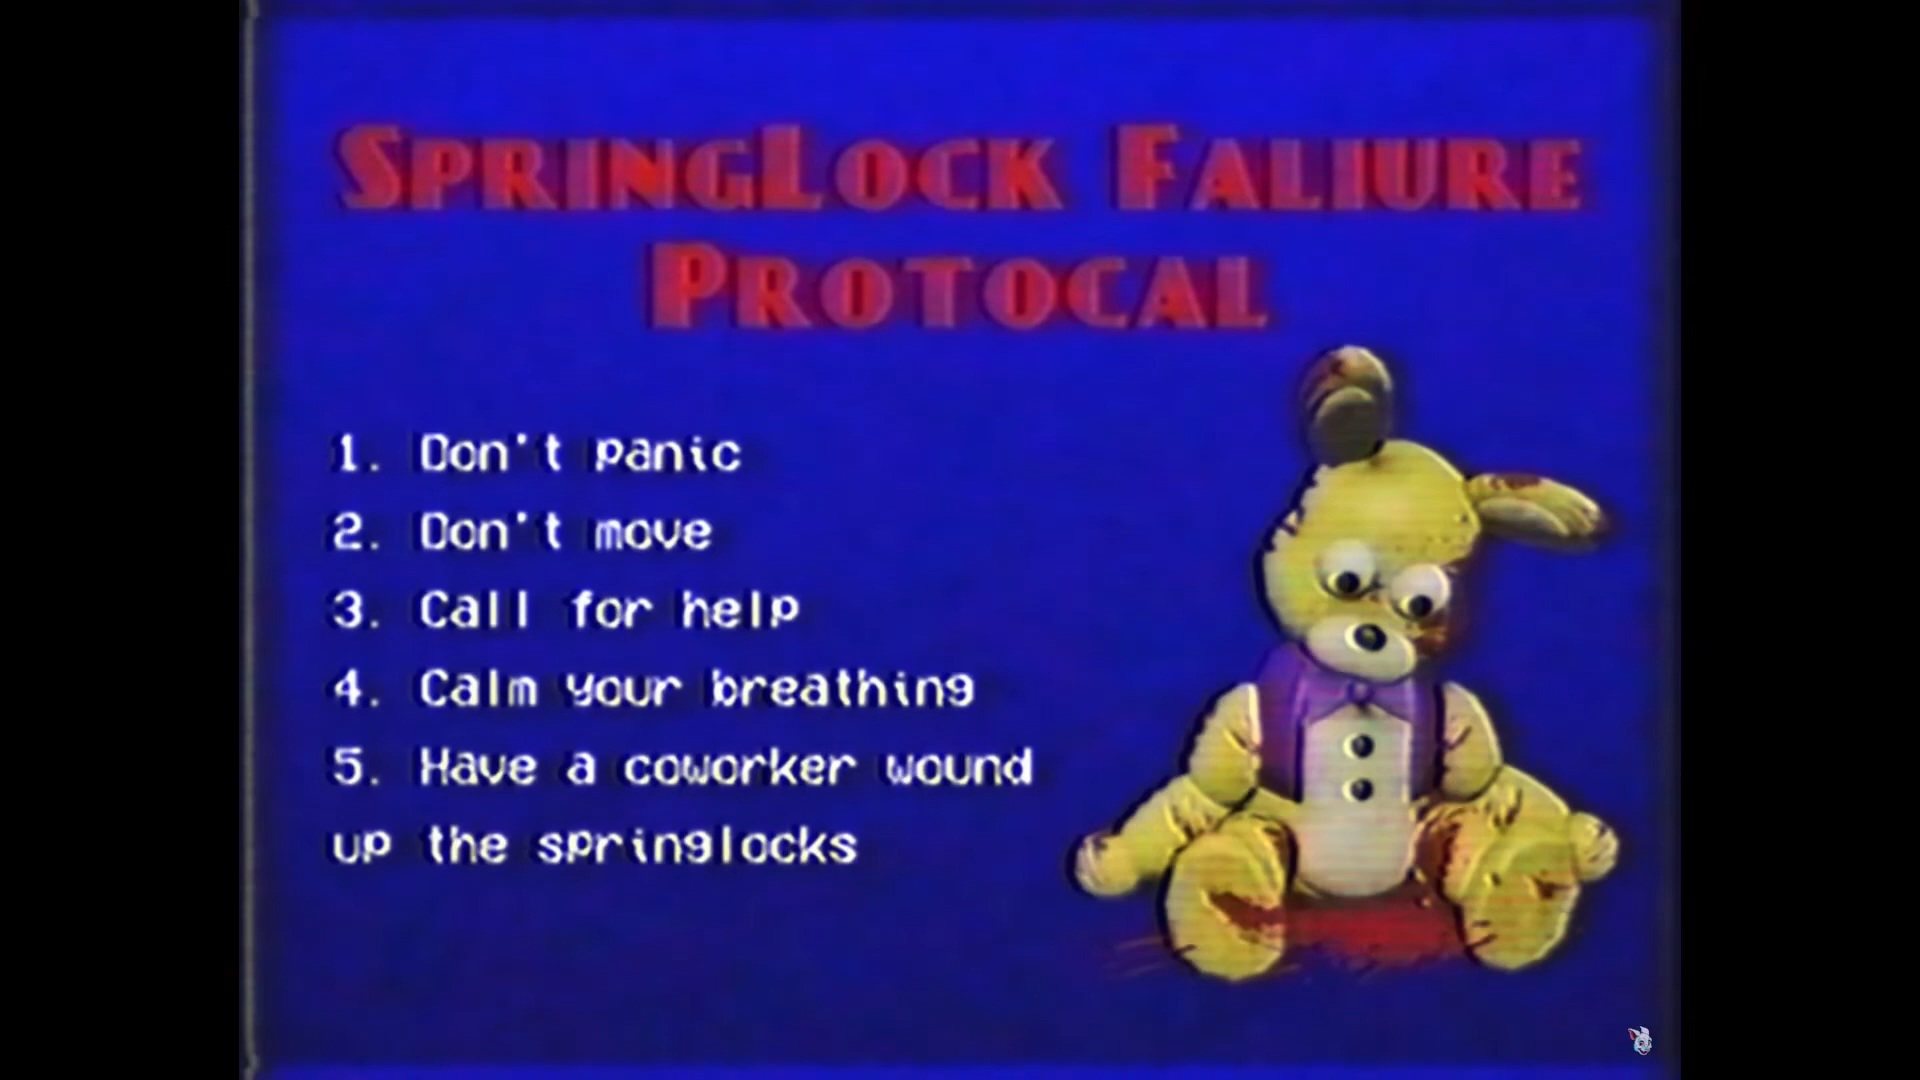 SPRINGLOCK FALIURE
PROTOCAL
1. Don't panic
2. Don't move
3. Call for help
4. Calm your breathing
5. Have a coworker wound
up the springlocks